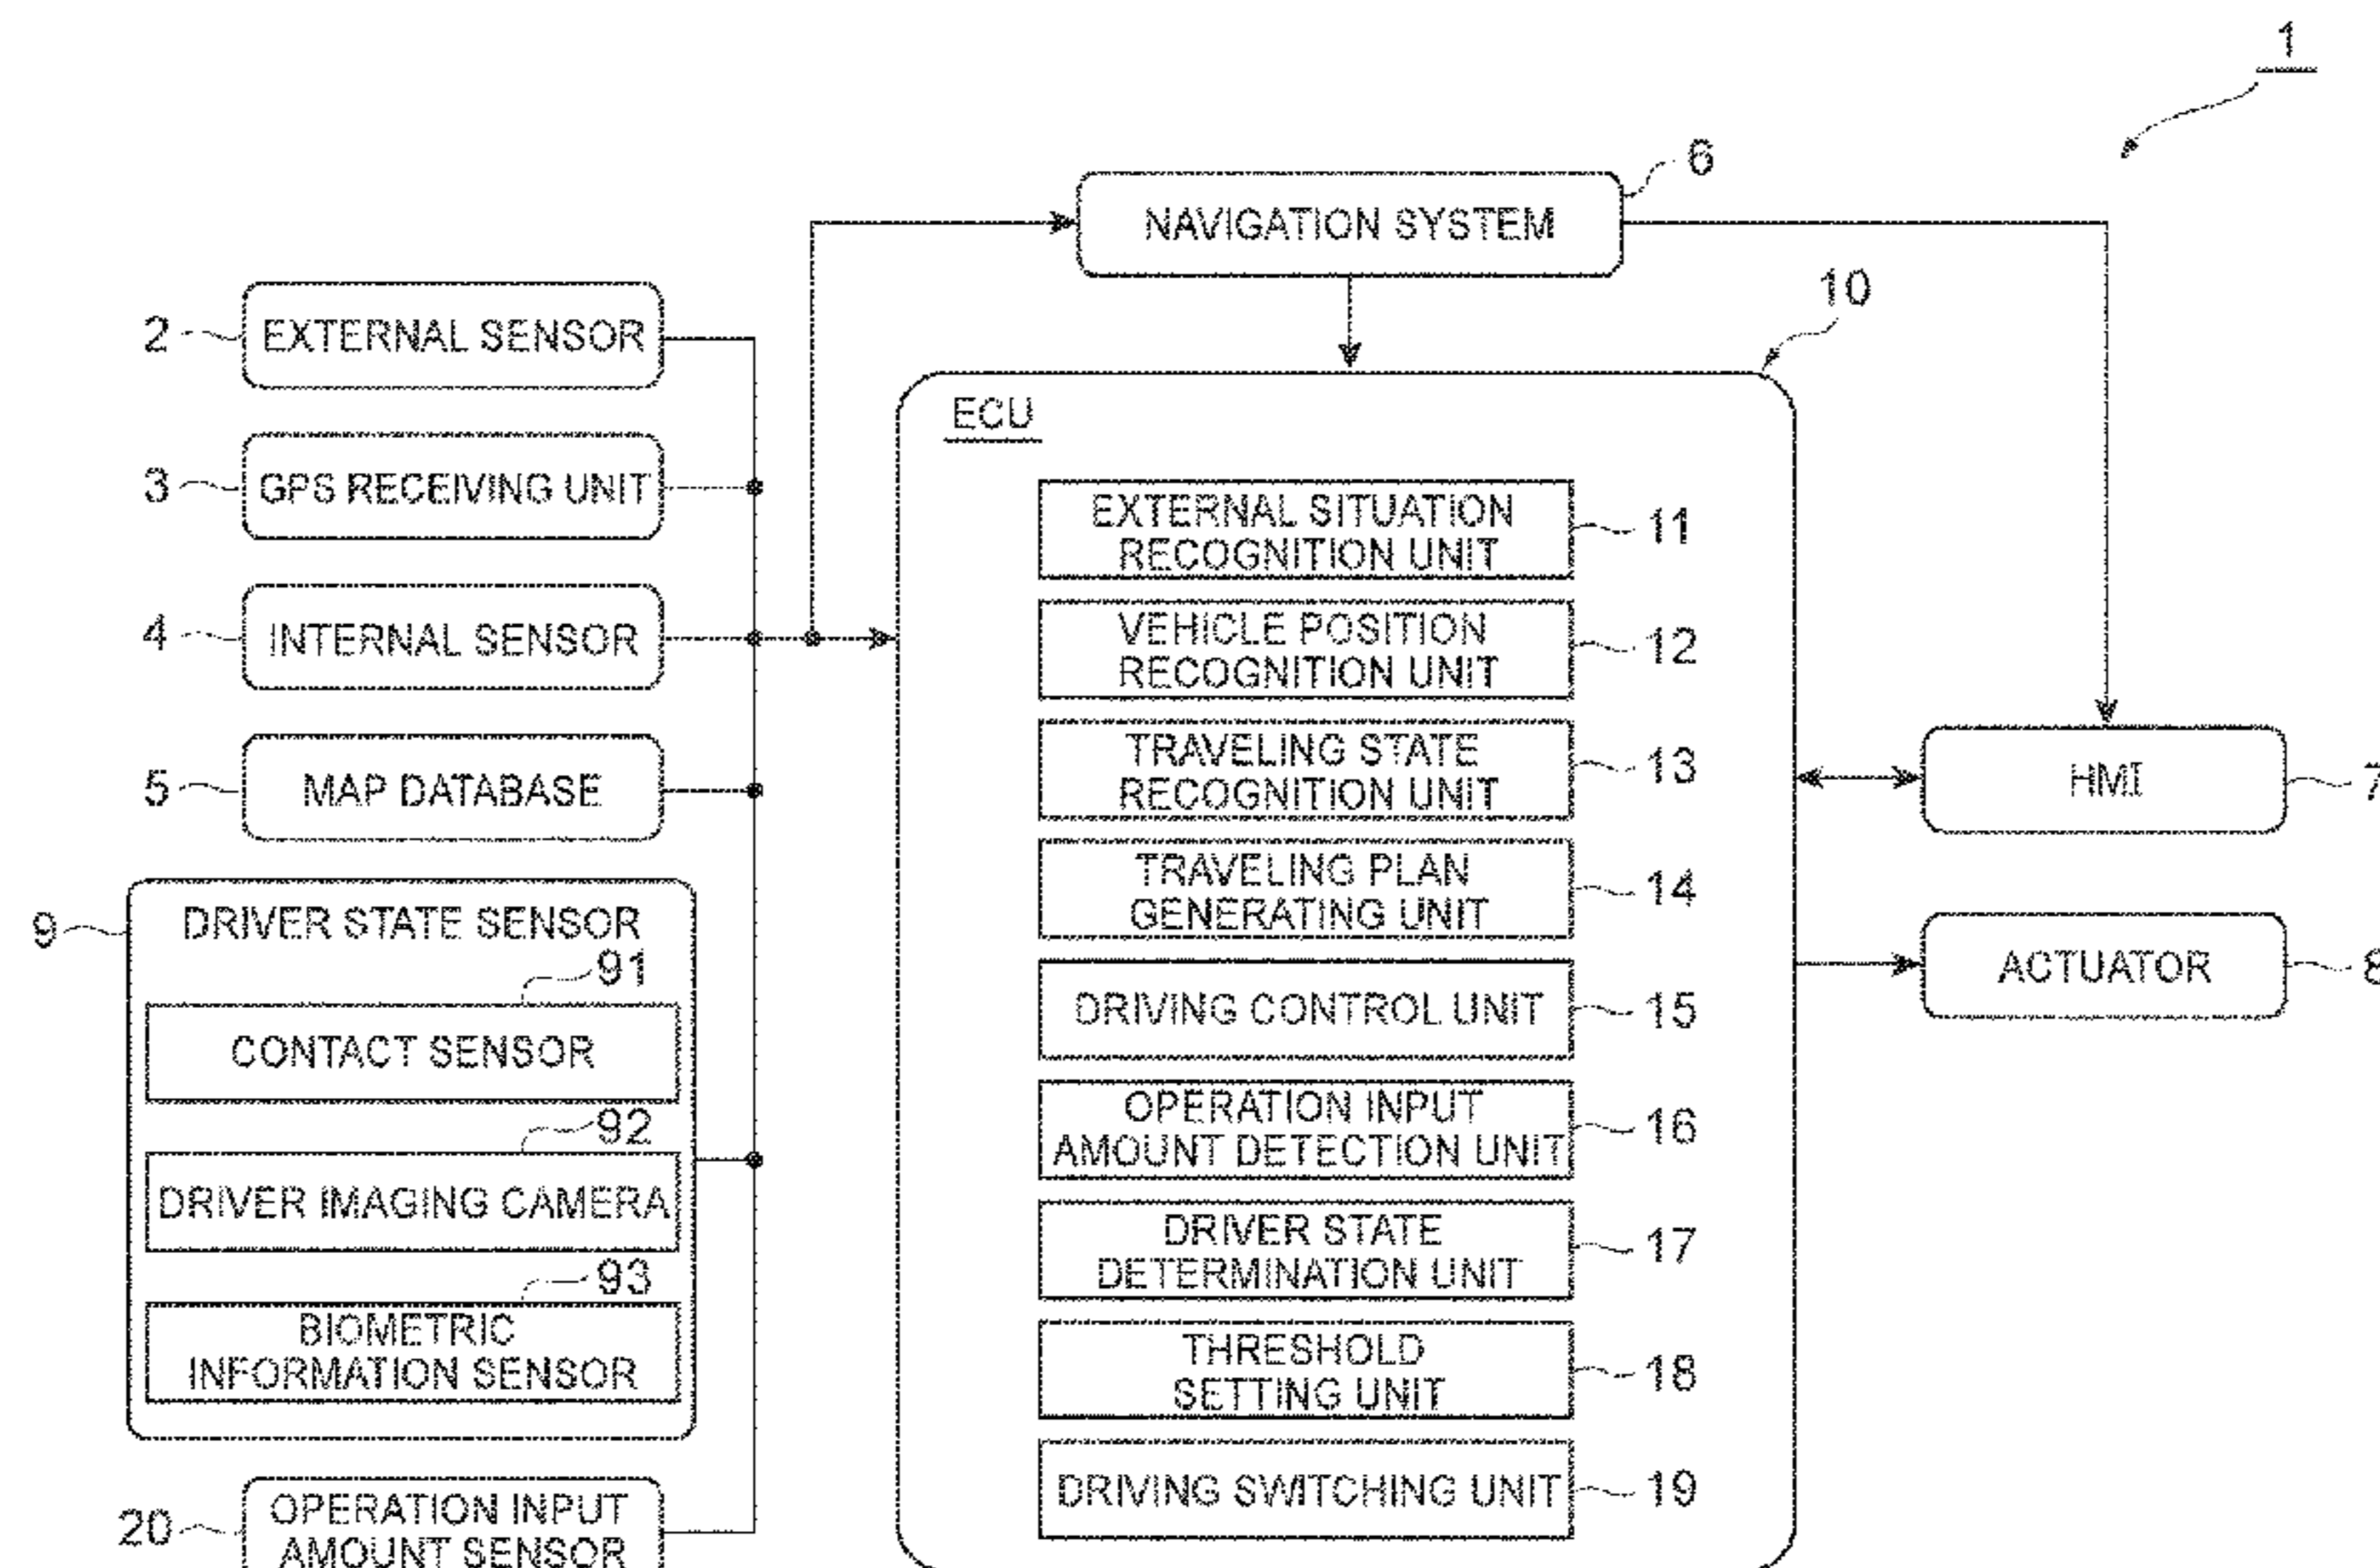 1
6
NAVIGATION SYSTEM
10
2
EXTERNAL SENSOR
ECU
3
GPS RECEIVING UNIT
EXTERNAL SITUATION
RECOGNITION UNIT
11
4
INTERNAL SENSOR
VEHICLE POSITION
RECOGNITION UNIT
12
5
MAP DATABASE
TRAVELING STATE
RECOGNITION UNIT
13
HMI
7
TRAVELING PLAN
GENERATING UNIT
14
9
DRIVER STATE SENSOR
ACTUATOR
8
91
CONTACT SENSOR
DRIVING CONTROL UNIT
15
92
DRIVER IMAGING CAMERA
OPERATION INPUT
AMOUNT DETECTION UNIT
16
93
BIOMETRIC
INFORMATION SENSOR
DRIVER STATE
DETERMINATION UNIT
17
THRESHOLD
SETTING UNIT
18
20
OPERATION INPUT
AMOUNT SENSOR
DRIVING SWITCHING UNIT
19